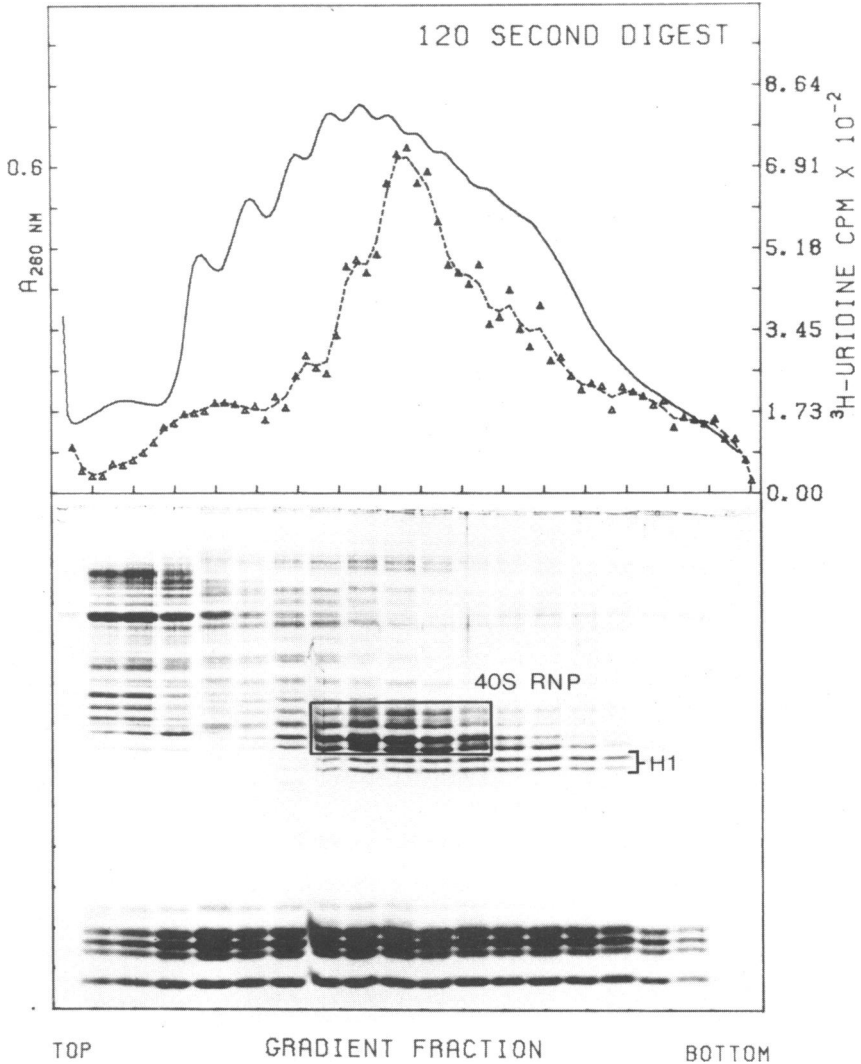 120 SECOND DIGEST
8.64
6.91
5.18
3.45
1.73
0.00
0.6
A260 NM
³H-URIDINE CPM X 10⁻²
40S RNP
H1
TOP GRADIENT FRACTION BOTTOM